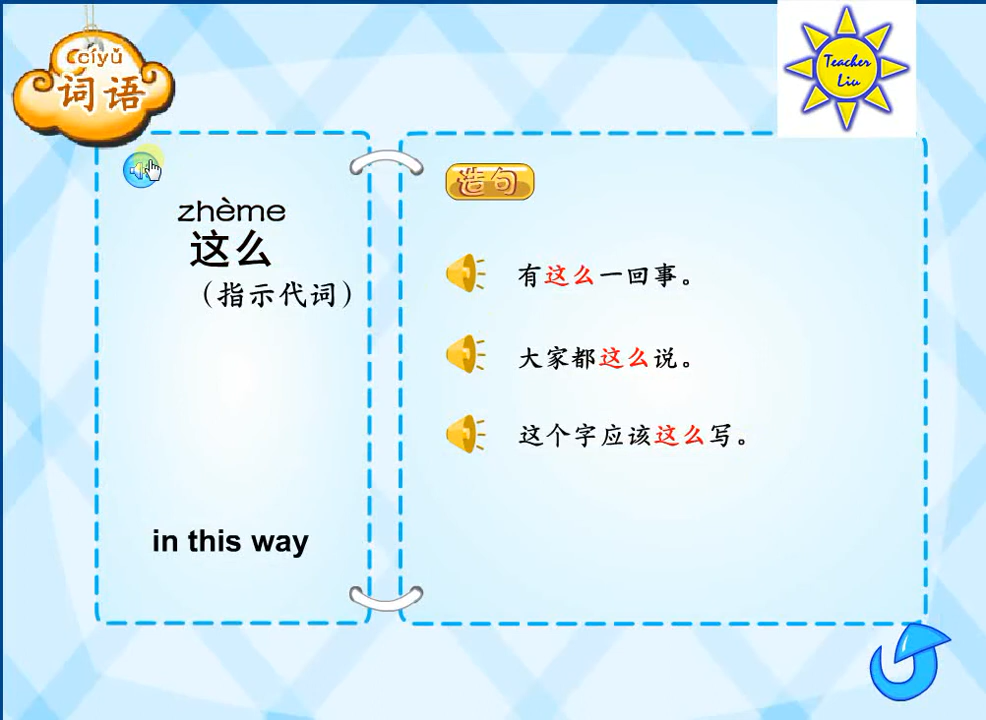 cíyǔ
词语
Teacher
Liu
zhème
这么
（指示代词）
in this way
造句
有这么一回事。
大家都这么说。
这个字应该这么写。